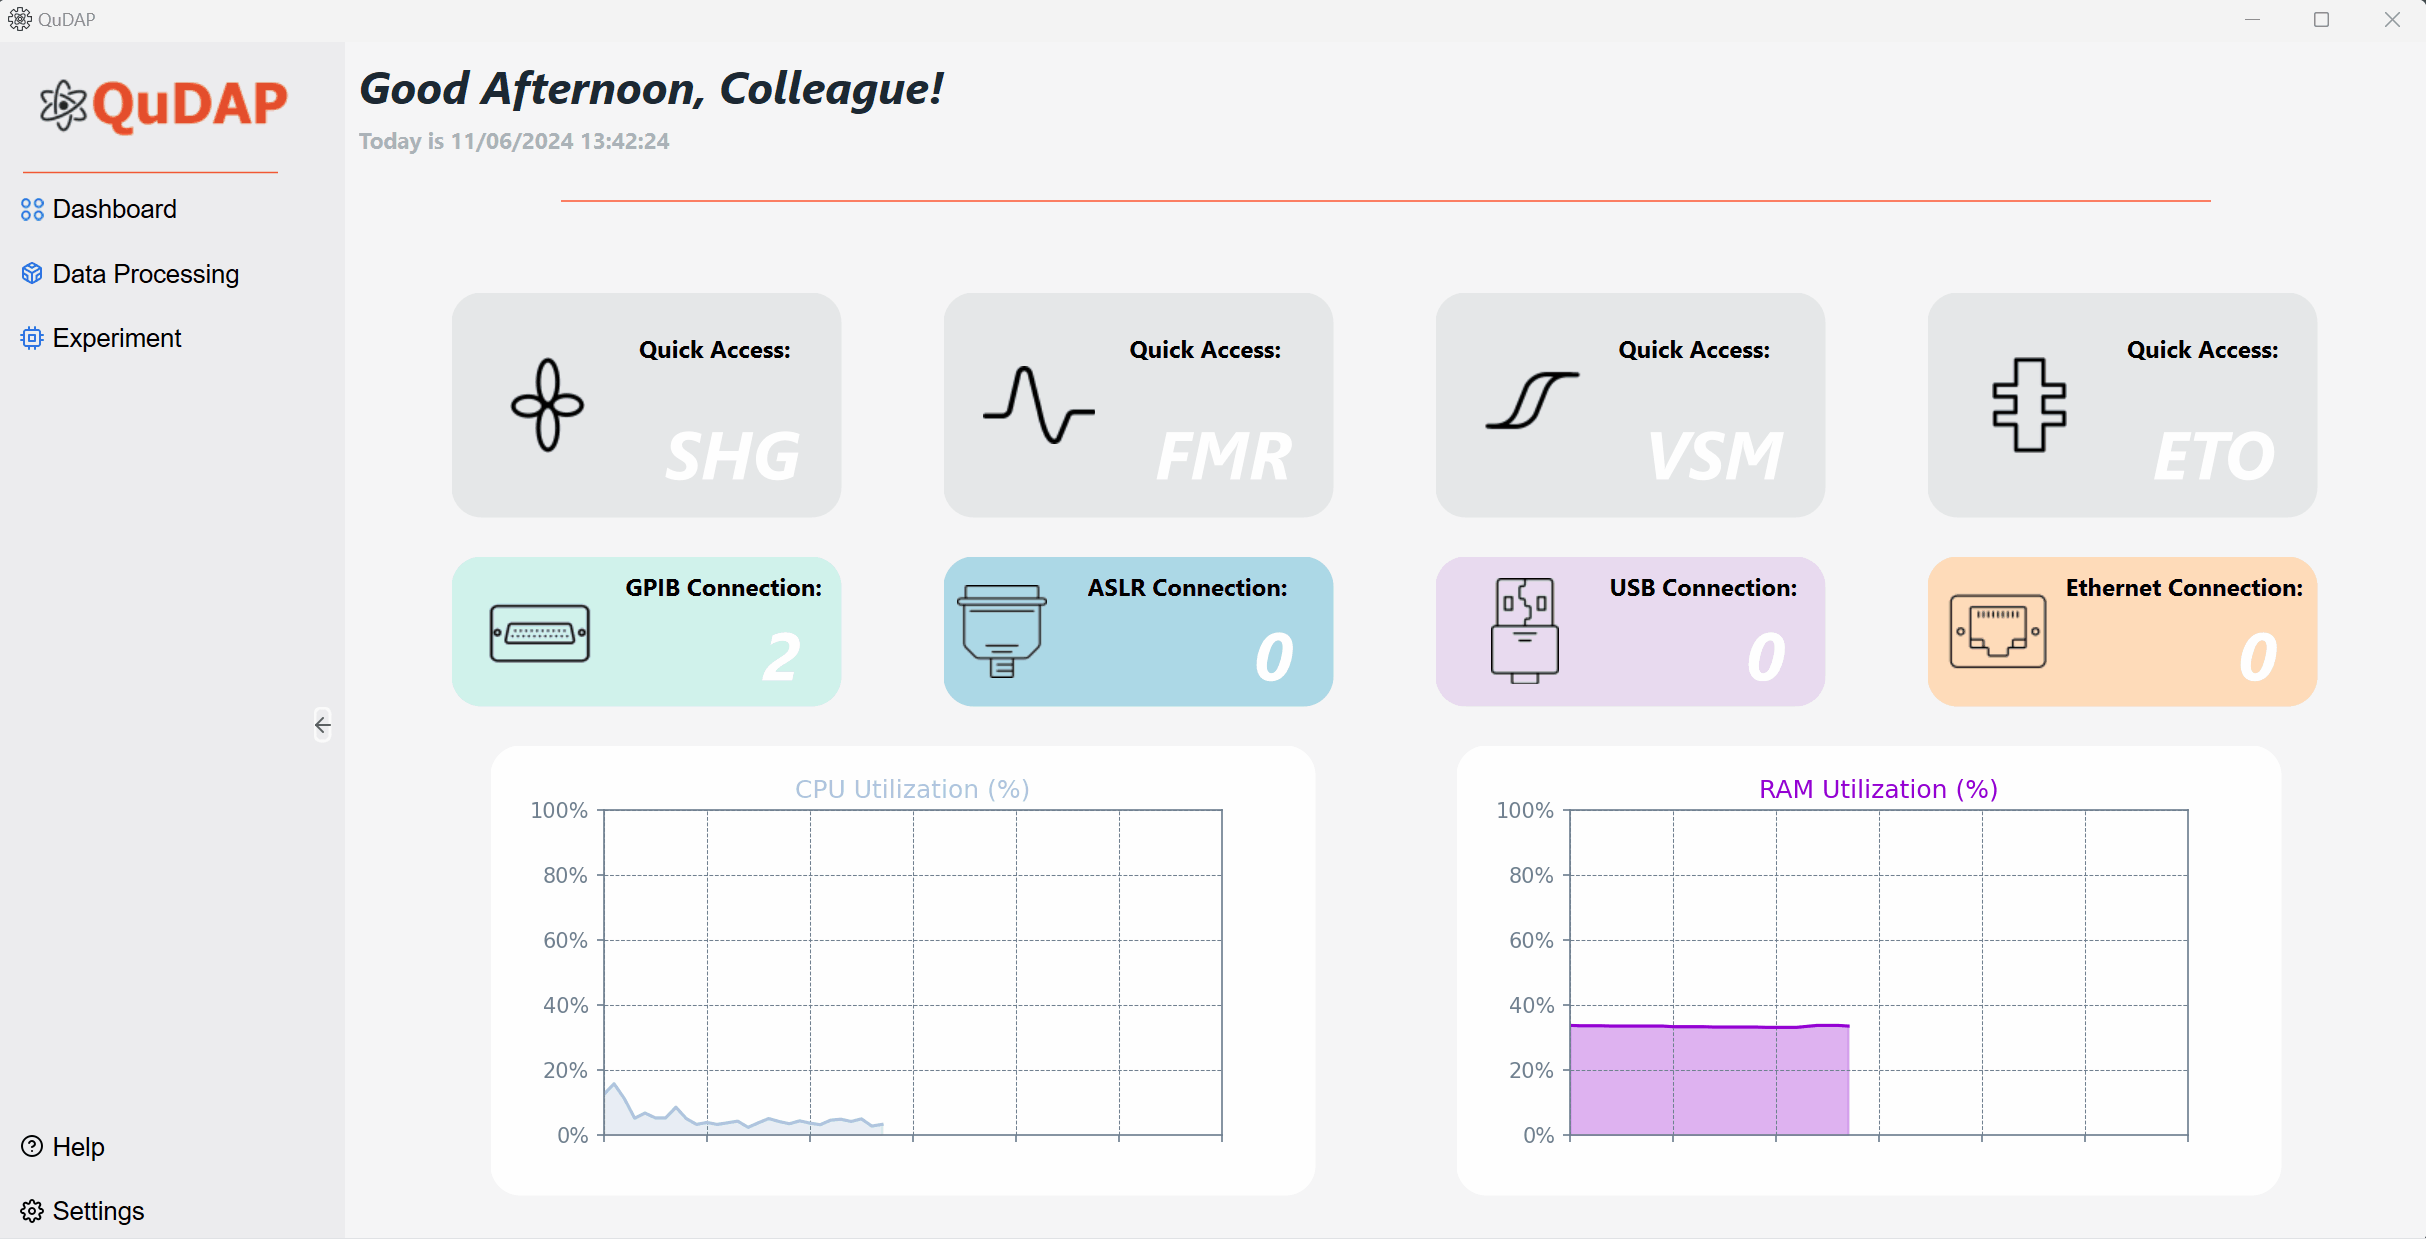 QuDAP
QuDAP
Dashboard
Data Processing
Experiment
Help
Settings
Good Afternoon, Colleague!
Today is 11/06/2024 13:42:24
Quick Access:
SHG
Quick Access:
FMR
Quick Access:
VSM
Quick Access:
ETO
GPIB Connection:
2
ASLR Connection:
0
USB Connection:
0
Ethernet Connection:
0
CPU Utilization (%)
100%
80%
60%
40%
20%
0%
RAM Utilization (%)
100%
80%
60%
40%
20%
0%